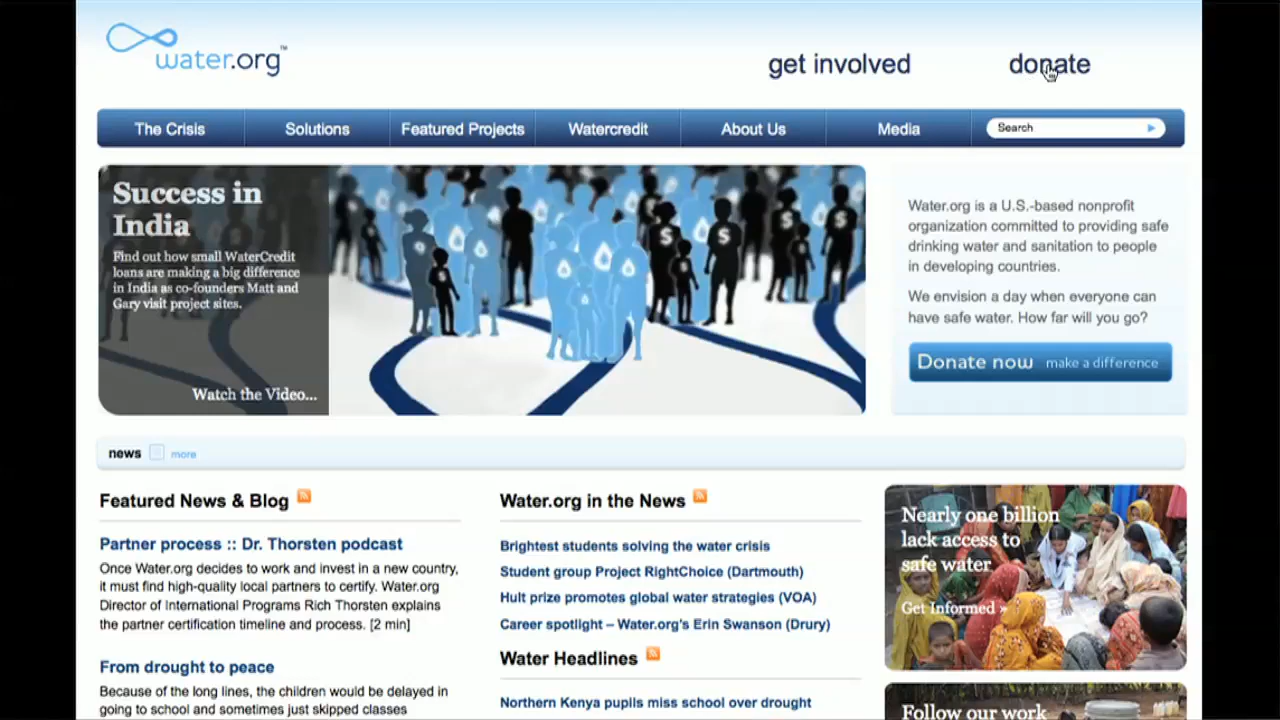 water.org™
get involved
donate
The Crisis
Solutions
Featured Projects
Watercredit
About Us
Media
Search
Success in
India
Find out how small WaterCredit
loans are making a big difference
in India as co-founders Matt and
Gary visit project sites.
Watch the Video...
$
$
$
$
Water.org is a U.S.-based nonprofit
organization committed to providing safe
drinking water and sanitation to people
in developing countries.
We envision a day when everyone can
have safe water. How far will you go?
Donate now make a difference
news
more
Featured News & Blog
Partner process :: Dr. Thorsten podcast
Once Water.org decides to work and invest in a new country,
it must find high-quality local partners to certify. Water.org
Director of International Programs Rich Thorsten explains
the partner certification timeline and process. [2 min]
From drought to peace
Because of the long lines, the children would be delayed in
going to school and sometimes just skipped classes
Water.org in the News
Brightest students solving the water crisis
Student group Project RightChoice (Dartmouth)
Hult prize promotes global water strategies (VOA)
Career spotlight – Water.org's Erin Swanson (Drury)
Water Headlines
Northern Kenya pupils miss school over drought
Nearly one billion
lack access to
safe water
Get Informed »
Follow our work